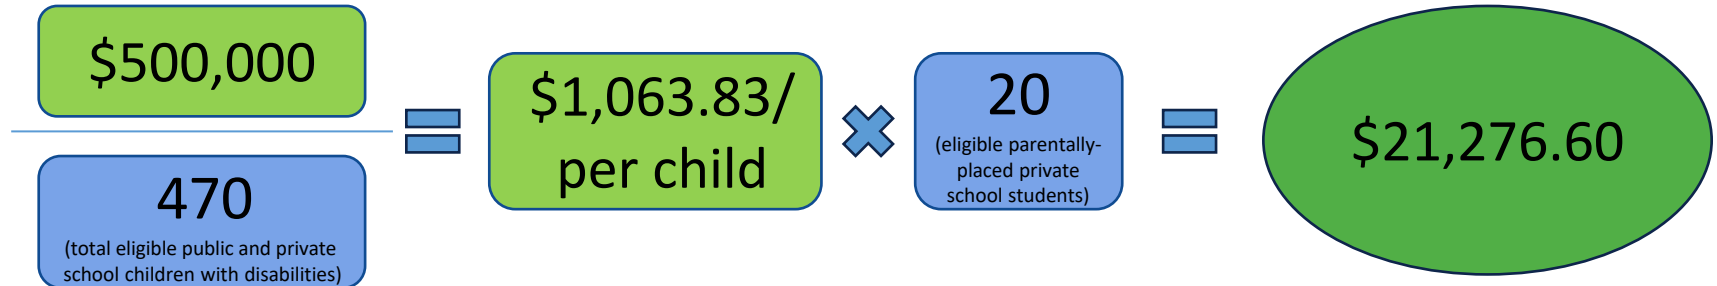 $500,000
470
(total eligible public and private
school children with disabilities)
$1,063.83/
per child
20
(eligible parentally-
placed private
school students)
$21,276.60